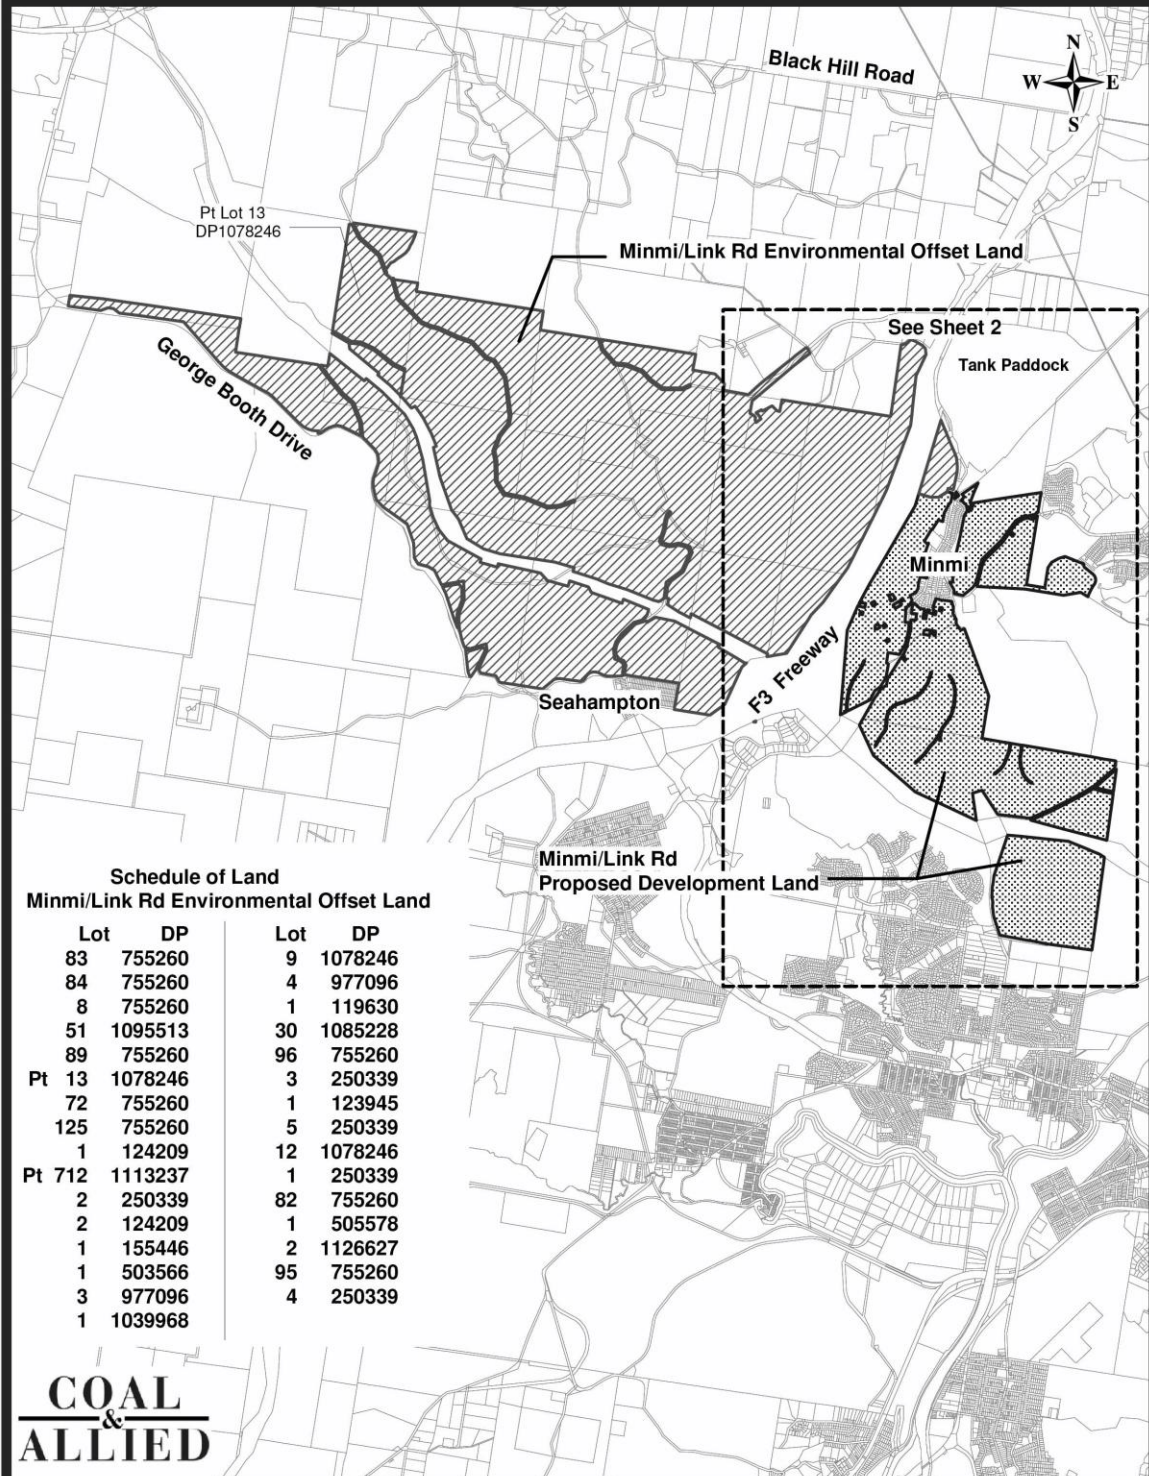 Black Hill Road
N
W E
S
Pt Lot 13
DP1078246
Minmi/Link Rd Environmental Offset Land
See Sheet 2
Tank Paddock
George Booth Drive
Minmi
F3 Freeway
Seahampton
Minmi/Link Rd
Proposed Development Land
Schedule of Land
Minmi/Link Rd Environmental Offset Land
Lot DP
83 755260
84 755260
8 755260
51 1095513
89 755260
Pt 13 1078246
72 755260
125 755260
1 124209
Pt 712 1113237
2 250339
2 124209
1 155446
1 503566
3 977096
1 1039968
Lot DP
9 1078246
4 977096
1 119630
30 1085228
96 755260
3 250339
1 123945
5 250339
12 1078246
1 250339
82 755260
1 505578
2 1126627
95 755260
4 250339
COAL
&
ALLIED